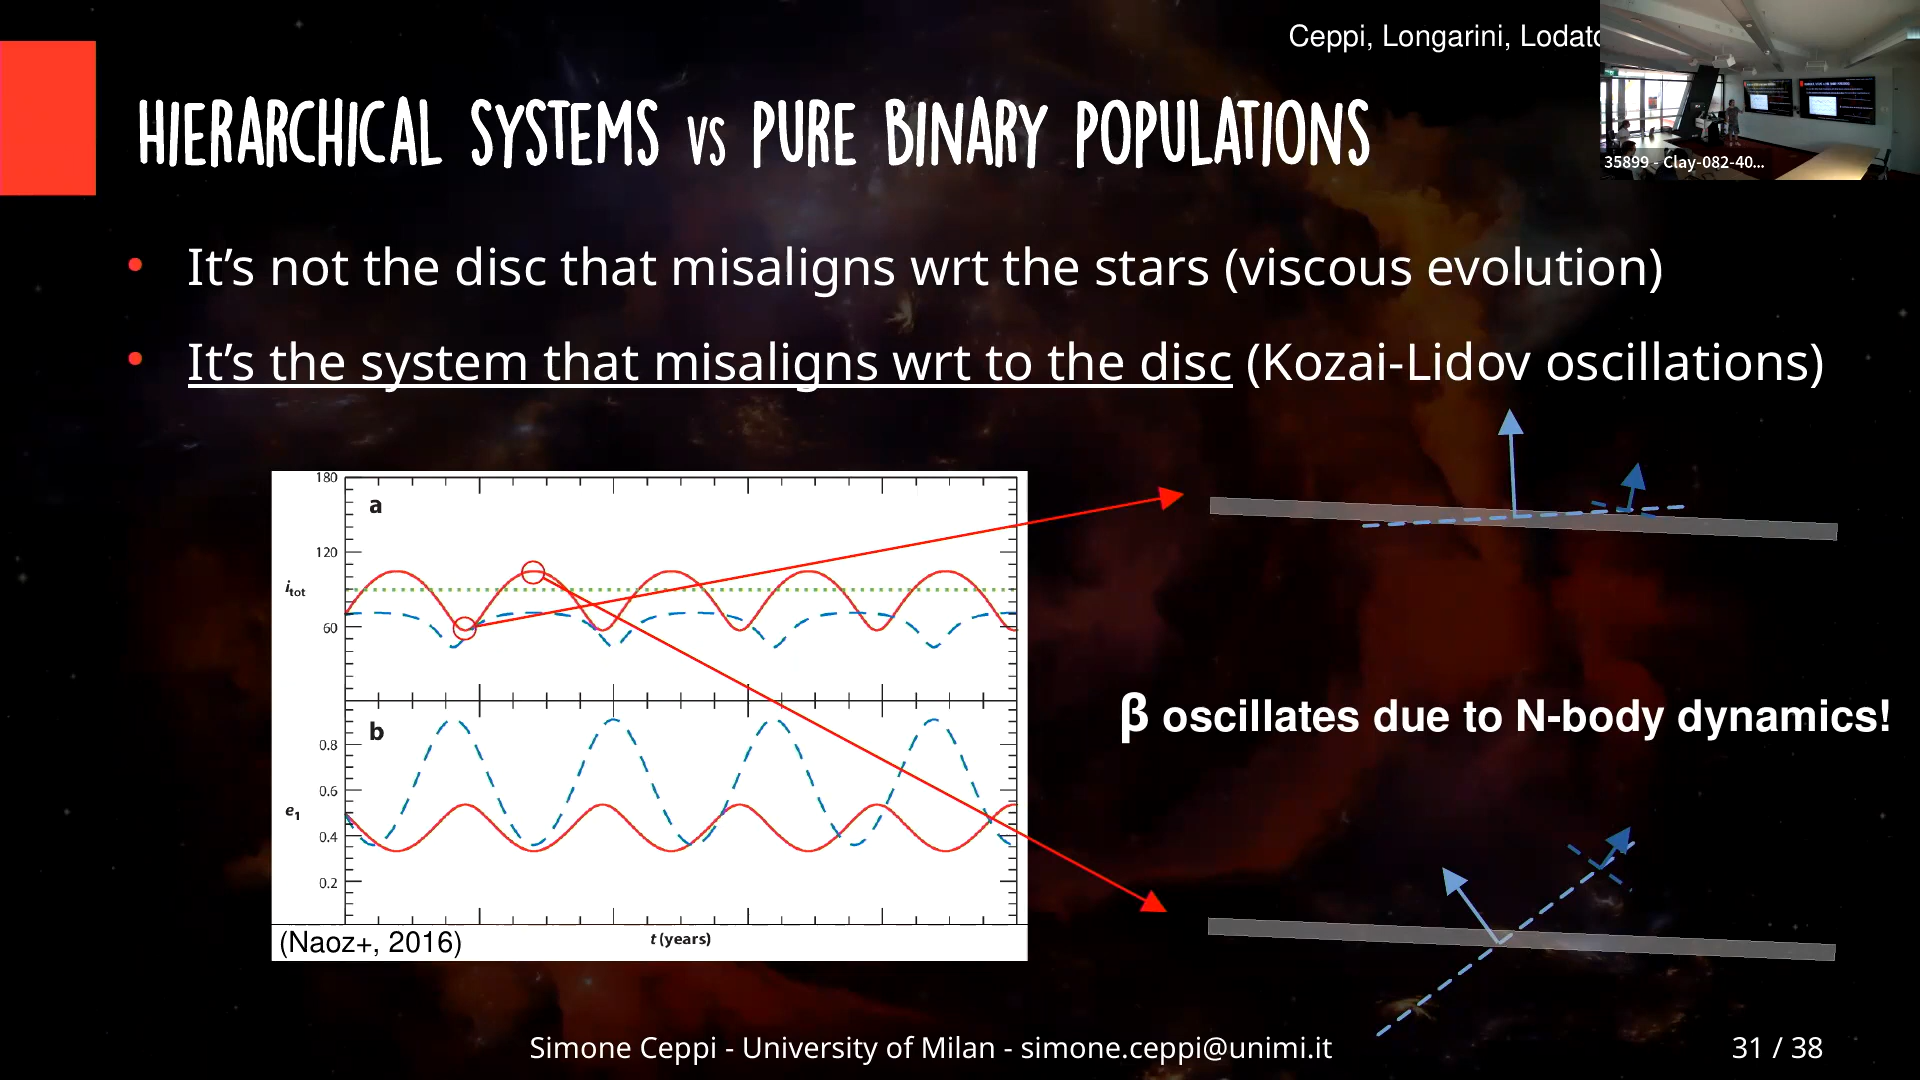 Ceppi, Longarini, Lodato
35899 - Clay-082-40...
HIERARCHICAL SYSTEMS VS PURE BINARY POPULATIONS
• It’s not the disc that misaligns wrt the stars (viscous evolution)
• It’s the system that misaligns wrt to the disc (Kozai-Lidov oscillations)
180
a
120
itot
60
b
0.8
0.6
e1
0.4
0.2
(Naoz+, 2016)
t (years)
β oscillates due to N-body dynamics!
Simone Ceppi - University of Milan - simone.ceppi@unimi.it
31 / 38